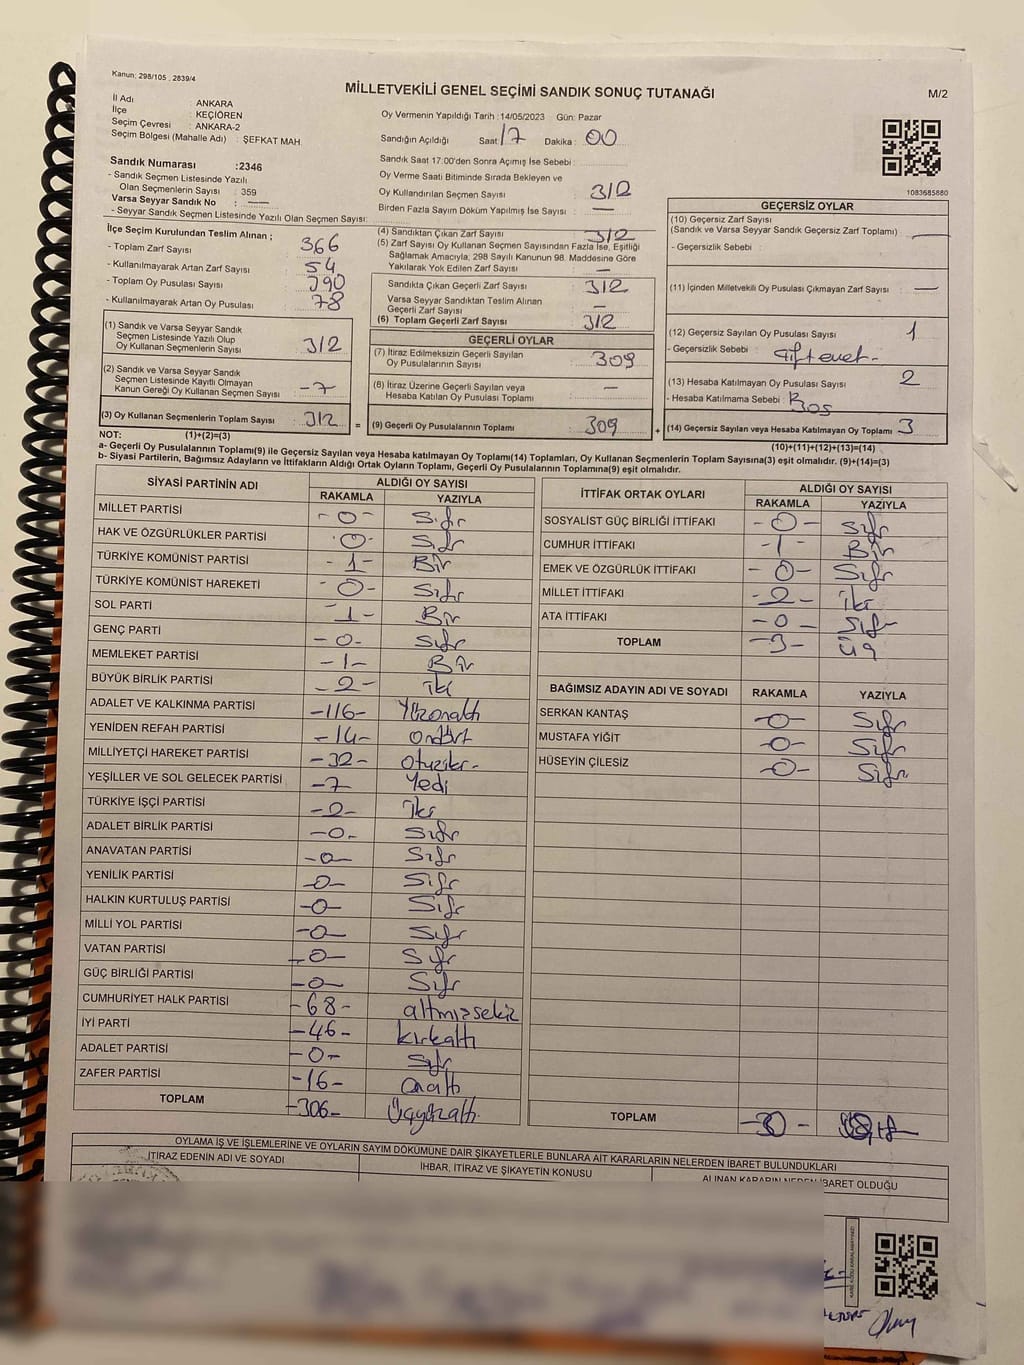 Kanun: 298/105 , 2839/4
MİLLETVEKİLİ GENEL SEÇİMİ SANDIK SONUÇ TUTANAĞI
M/2
İl Adı : ANKARA
İlçe : KEÇİÖREN
Seçim Çevresi : ANKARA-2
Seçim Bölgesi (Mahalle Adı) : ŞEFKAT MAH.
Sandık Numarası :2346
- Sandık Seçmen Listesinde Yazılı
Olan Seçmenlerin Sayısı : 359
Varsa Seyyar Sandık No : —
- Seyyar Sandık Seçmen Listesinde Yazılı Olan Seçmen Sayısı:
Oy Vermenin Yapıldığı Tarih :14/05/2023 Gün: Pazar
Sandığın Açıldığı Saat 17 Dakika : 00
Sandık Saat 17:00'den Sonra Açımış İse Sebebi :
Oy Verme Saati Bitiminde Sırada Bekleyen ve
Oy Kullandırılan Seçmen Sayısı : 312
Birden Fazla Sayım Döküm Yapılmış İse Sayısı : —
1083685880
İlçe Seçim Kurulundan Teslim Alınan ;
- Toplam Zarf Sayısı : 366
- Kullanılmayarak Artan Zarf Sayısı : 54
- Toplam Oy Pusulası Sayısı : 390
- Kullanılmayarak Artan Oy Pusulası : 78
(1) Sandık ve Varsa Seyyar Sandık
Seçmen Listesinde Yazılı Olup
Oy Kullanan Seçmenlerin Sayısı : 312
(2) Sandık ve Varsa Seyyar Sandık
Seçmen Listesinde Kayıtlı Olmayan
Kanun Gereği Oy Kullanan Seçmen Sayısı : -7
(3) Oy Kullanan Seçmenlerin Toplam Sayısı : 312
(1)+(2)=(3)
(4) Sandıktan Çıkan Zarf Sayısı : 312
(5) Zarf Sayısı Oy Kullanan Seçmen Sayısından Fazla İse, Eşitliği
Sağlamak Amacıyla, 298 Sayılı Kanunun 98. Maddesine Göre
Yakılarak Yok Edilen Zarf Sayısı : —
Sandıkta Çıkan Geçerli Zarf Sayısı : 312
Varsa Seyyar Sandıktan Teslim Alınan
Geçerli Zarf Sayısı : —
(6) Toplam Geçerli Zarf Sayısı : 312
GEÇERLİ OYLAR
(7) İtiraz Edilmeksizin Geçerli Sayılan
Oy Pusulalarının Sayısı : 309
(8) İtiraz Üzerine Geçerli Sayılan veya
Hesaba Katılan Oy Pusulası Toplamı : —
= (9) Geçerli Oy Pusulalarının Toplamı : 309 +
GEÇERSİZ OYLAR
(10) Geçersiz Zarf Sayısı
(Sandık ve Varsa Seyyar Sandık Geçersiz Zarf Toplamı) : —
- Geçersizlik Sebebi :
(11) İçinden Milletvekili Oy Pusulası Çıkmayan Zarf Sayısı : —
(12) Geçersiz Sayılan Oy Pusulası Sayısı : 1
- Geçersizlik Sebebi : Çift evet-
(13) Hesaba Katılmayan Oy Pusulası Sayısı : 2
- Hesaba Katılmama Sebebi : Boş
(14) Geçersiz Sayılan veya Hesaba Katılmayan Oy Toplamı : 3
(10)+(11)+(12)+(13)=(14)
NOT:
a- Geçerli Oy Pusulalarının Toplamı(9) ile Geçersiz Sayılan veya Hesaba katılmayan Oy Toplamı(14) Toplamları, Oy Kullanan Seçmenlerin Toplam Sayısına(3) eşit olmalıdır. (9)+(14)=(3)
b- Siyasi Partilerin, Bağımsız Adayların ve İttifakların Aldığı Ortak Oyların Toplamı, Geçerli Oy Pusulalarının Toplamına(9) eşit olmalıdır.
SİYASİ PARTİNİN ADI ALDIĞI OY SAYISI
RAKAMLA YAZIYLA
MİLLET PARTİSİ -0- Sıfır
HAK VE ÖZGÜRLÜKLER PARTİSİ -0- Sıfır
TÜRKİYE KOMÜNİST PARTİSİ -1- Bir
TÜRKİYE KOMÜNİST HAREKETİ -0- Sıfır
SOL PARTİ -1- Bir
GENÇ PARTİ -0- Sıfır
MEMLEKET PARTİSİ -1- Bir
BÜYÜK BİRLİK PARTİSİ -2- iki
ADALET VE KALKINMA PARTİSİ -116- Yüzonaltı
YENİDEN REFAH PARTİSİ -14- ondört
MİLLİYETÇİ HAREKET PARTİSİ -32- otuziki-
YEŞİLLER VE SOL GELECEK PARTİSİ -7- Yedi
TÜRKİYE İŞÇİ PARTİSİ -2- İki
ADALET BİRLİK PARTİSİ -0- Sıfır
ANAVATAN PARTİSİ -0- Sıfır
YENİLİK PARTİSİ -0- Sıfır
HALKIN KURTULUŞ PARTİSİ -0- Sıfır
MİLLİ YOL PARTİSİ -0- Sıfır
VATAN PARTİSİ -0- Sıfır
GÜÇ BİRLİĞİ PARTİSİ -0- Sıfır
CUMHURİYET HALK PARTİSİ -68- altmışsekiz
İYİ PARTİ -46- kırkaltı
ADALET PARTİSİ -0- Sıfır
ZAFER PARTİSİ -16- onaltı
TOPLAM -306- Üçyüzaltı
İTTİFAK ORTAK OYLARI ALDIĞI OY SAYISI
RAKAMLA YAZIYLA
SOSYALİST GÜÇ BİRLİĞİ İTTİFAKI -0- Sıfır
CUMHUR İTTİFAKI -1- Bir
EMEK VE ÖZGÜRLÜK İTTİFAKI -0- Sıfır
MİLLET İTTİFAKI -2- iki
ATA İTTİFAKI -0- Sıfır
TOPLAM -3- üç
BAĞIMSIZ ADAYIN ADI VE SOYADI RAKAMLA YAZIYLA
SERKAN KANTAŞ -0- Sıfır
MUSTAFA YİĞİT -0- Sıfır
HÜSEYİN ÇİLESİZ -0- Sıfır
TOPLAM
OYLAMA İŞ VE İŞLEMLERİNE VE OYLARIN SAYIM DÖKÜMÜNE DAİR ŞİKAYETLERLE BUNLARA AİT KARARLARIN NELERDEN İBARET BULUNDUKLARI
İTİRAZ EDENİN ADI VE SOYADI İHBAR, İTİRAZ VE ŞİKAYETİN KONUSU ALINAN KARARIN NEDEN İBARET OLDUĞU